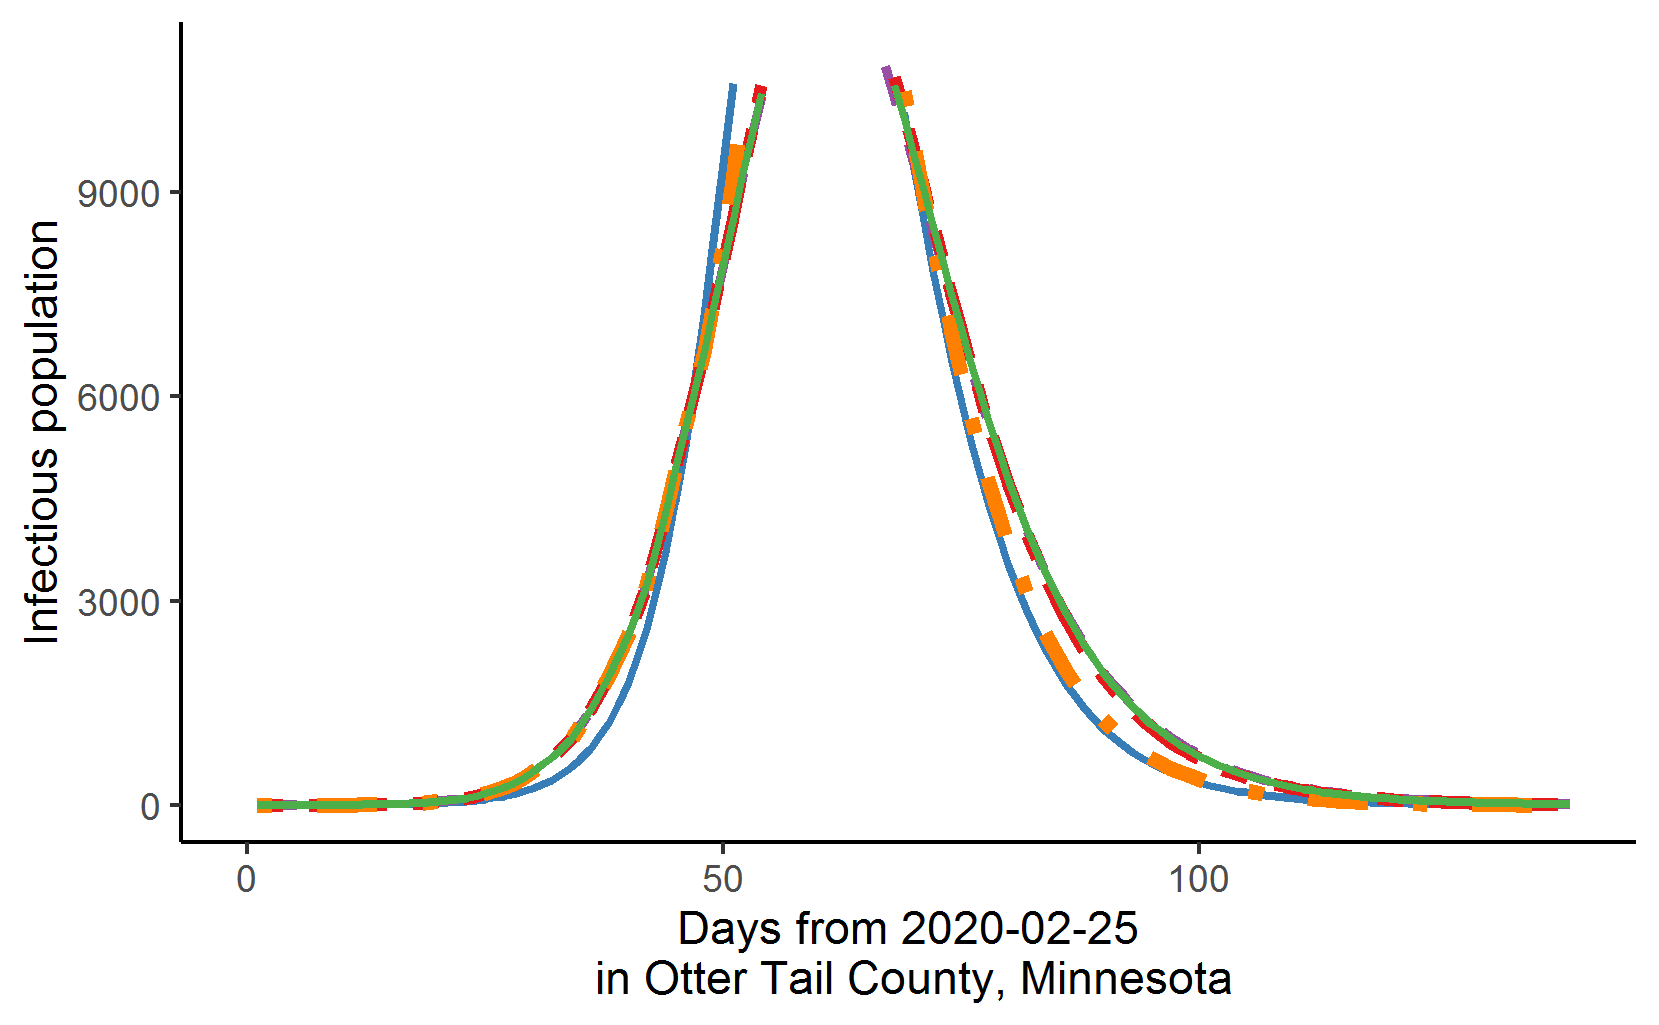 Infectious population
9000
6000
3000
0
0 50 100
Days from 2020-02-25
in Otter Tail County, Minnesota